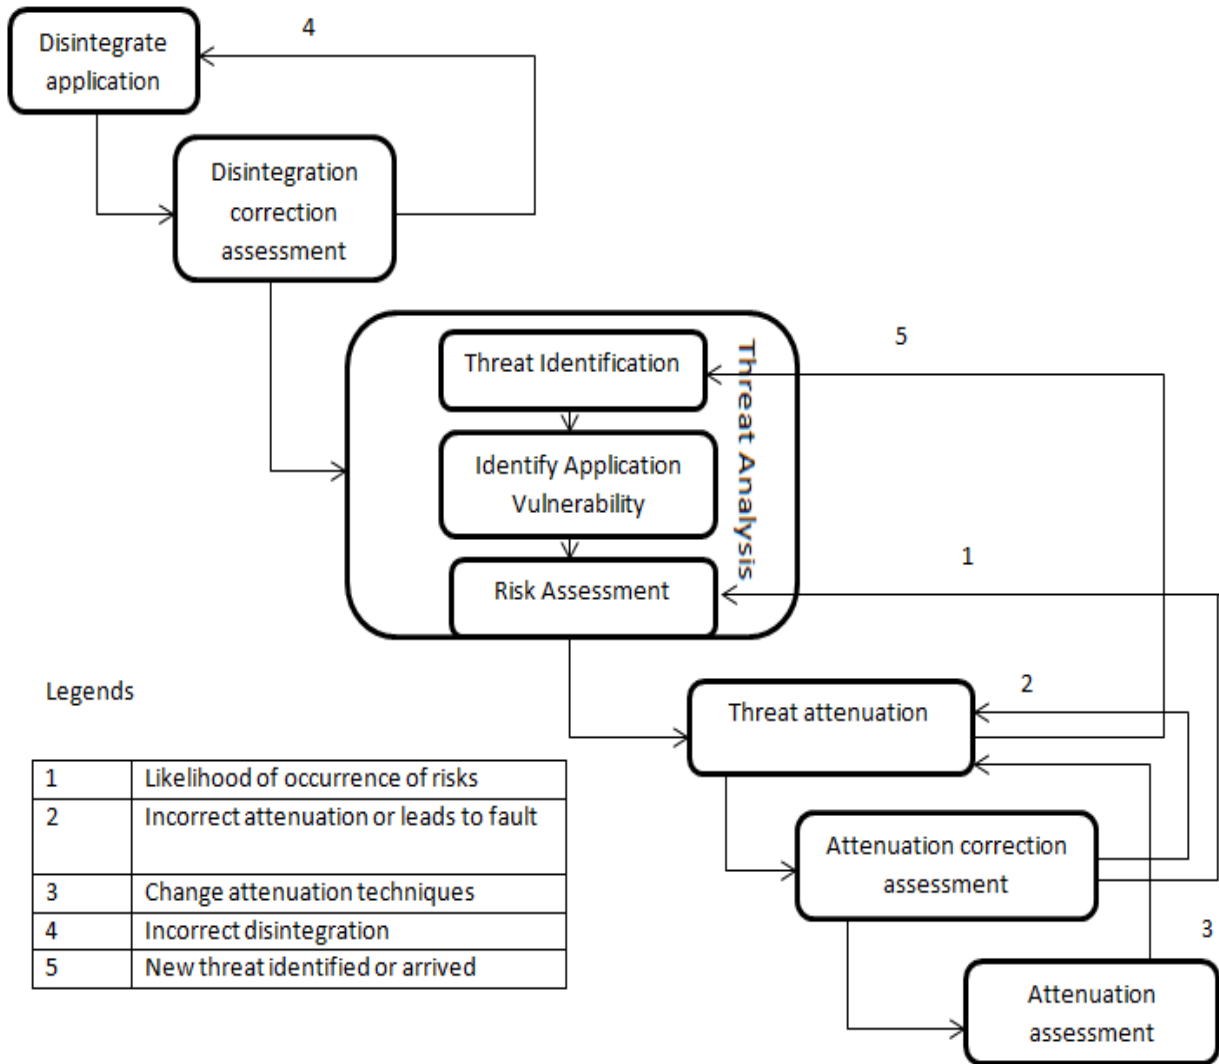 Disintegrate
application
4
Disintegration
correction
assessment
Threat Identification
5
Identify Application
Vulnerability
Threat Analysis
Risk Assessment
1
Legends
Threat attenuation
2
1 Likelihood of occurrence of risks
2 Incorrect attenuation or leads to fault
3 Change attenuation techniques
4 Incorrect disintegration
5 New threat identified or arrived
Attenuation correction
assessment
3
Attenuation
assessment